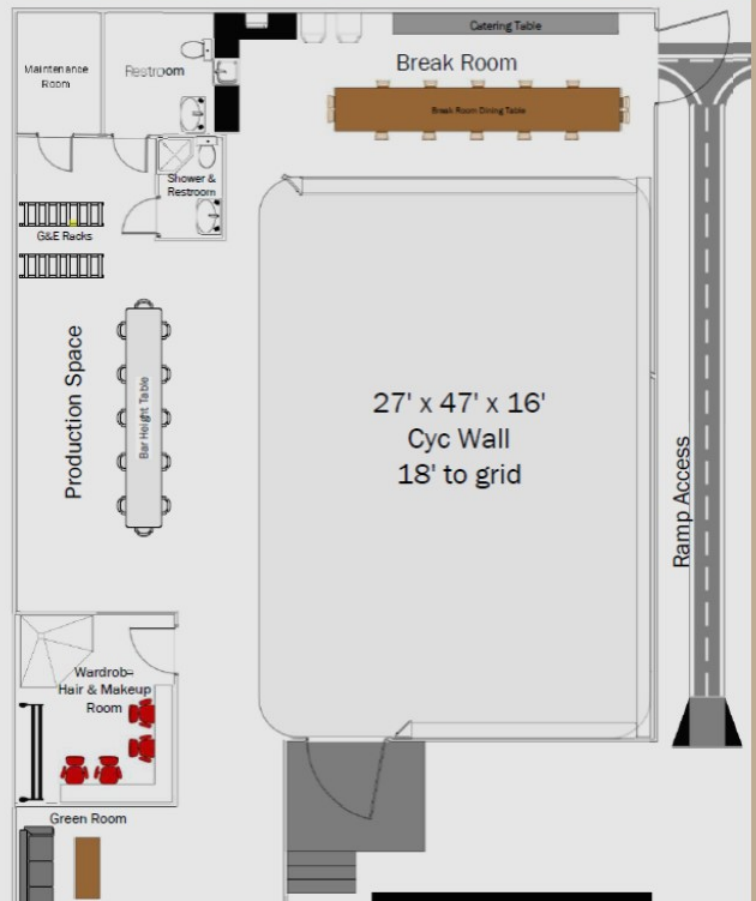 Catering Table
Break Room
Maintenance
Room
Restroom
Break Room Dining Table
Shower &
Restroom
G&E Racks
Production Space
Bar Height Table
27' x 47' x 16'
Cyc Wall
18' to grid
Ramp Access
Wardrob
Hair & Makeup
Room
Green Room